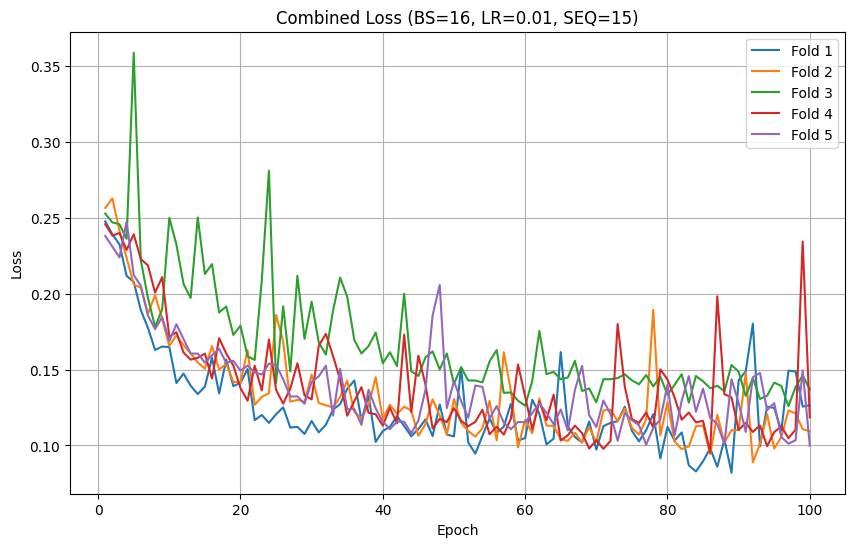 Combined Loss (BS=16, LR=0.01, SEQ=15)
Loss
0.35
0.30
0.25
0.20
0.15
0.10
Fold 1
Fold 2
Fold 3
Fold 4
Fold 5
0 20 40 60 80 100
Epoch